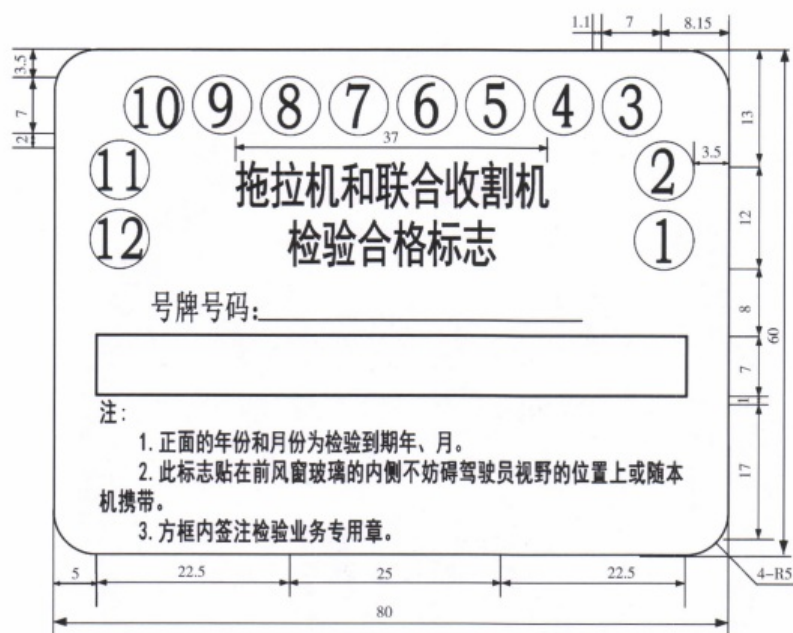 1.1 7 8.15
3.5
7
2
10 9 8 7 6 5 4 3
37
11 2
3.5
12 1
拖拉机和联合收割机
检验合格标志
号牌号码:
13
12
8
7
1
17
60
注:
1. 正面的年份和月份为检验到期年、月。
2. 此标志贴在前风窗玻璃的内侧不妨碍驾驶员视野的位置上或随本
机携带。
3. 方框内签注检验业务专用章。
5 22.5 25 22.5
4-R5
80